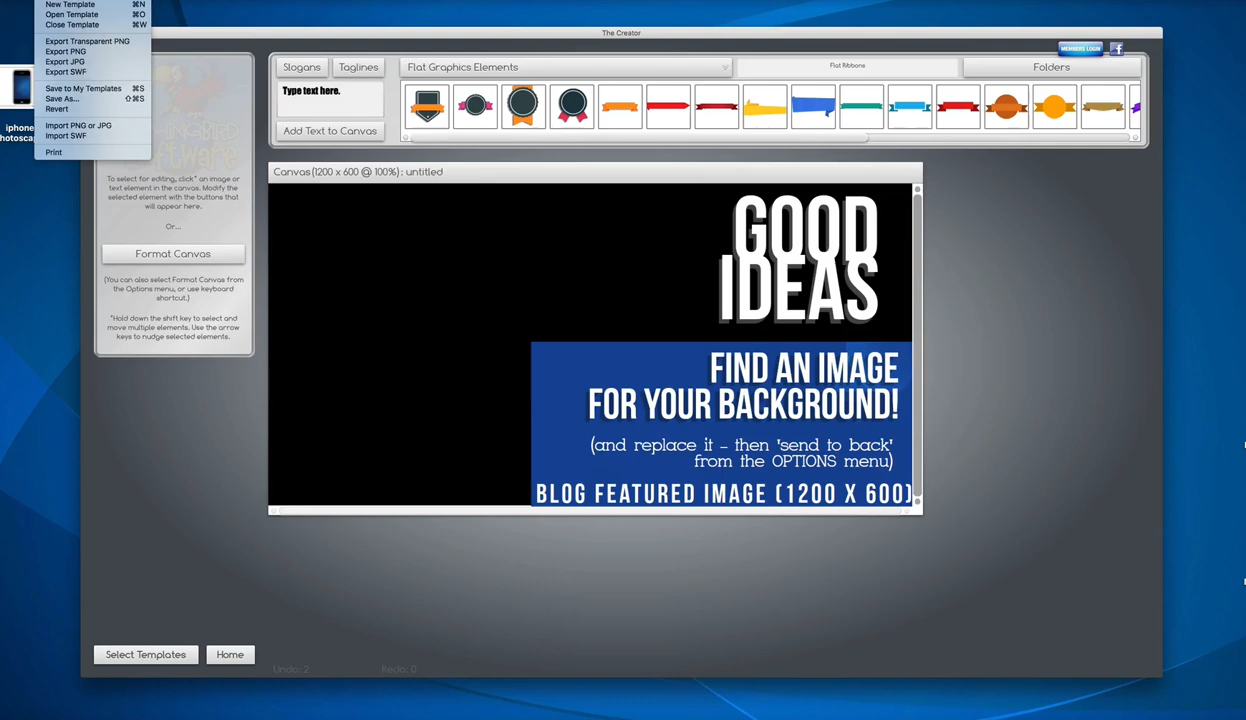 New Template ⌘N
Open Template ⌘O
Close Template ⌘W
Export Transparent PNG
Export PNG
Export JPG
Export SWF
Save to My Templates ⌘S
Save As... ⇧⌘S
Revert
Import PNG or JPG
Import SWF
Print
iphone
The Creator
MEMBERS LOGIN
f
Slogans
Taglines
Flat Graphics Elements
Flat Ribbons
Folders
Type text here.
Add Text to Canvas
To select for editing, click* an image or
text element in the canvas. Modify the
selected element with the buttons that
will appear here.
Or...
Format Canvas
(You can also select Format Canvas from
the Options menu, or use keyboard
shortcut.)
*Hold down the shift key to select and
move multiple elements. Use the arrow
keys to nudge selected elements.
Canvas (1200 x 600 @ 100%) : untitled
GOOD
IDEAS
FIND AN IMAGE
FOR YOUR BACKGROUND!
(and replace it - then 'send to back'
from the OPTIONS menu)
BLOG FEATURED IMAGE (1200 X 600)
Select Templates
Home
Undo: 2
Redo: 0